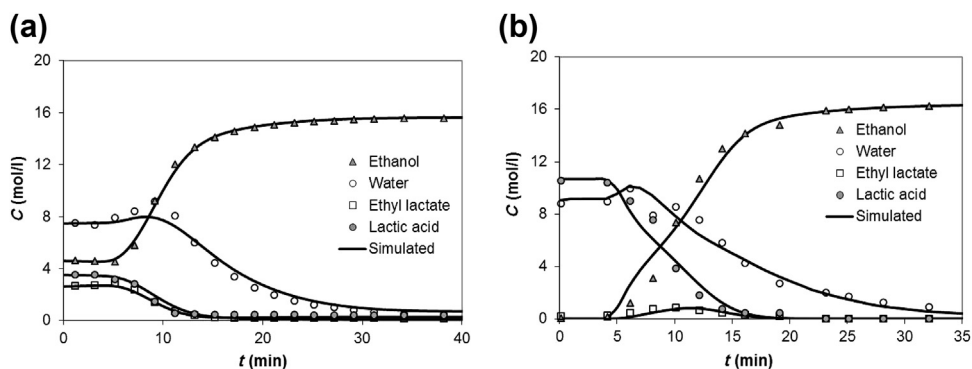 (a)
20
16
12
8
4
0
C (mol/l)
Ethanol
Water
Ethyl lactate
Lactic acid
Simulated
0 10 20 30 40
t (min)
(b)
20
16
12
8
4
0
C (mol/l)
Ethanol
Water
Ethyl lactate
Lactic acid
Simulated
0 5 10 15 20 25 30 35
t (min)